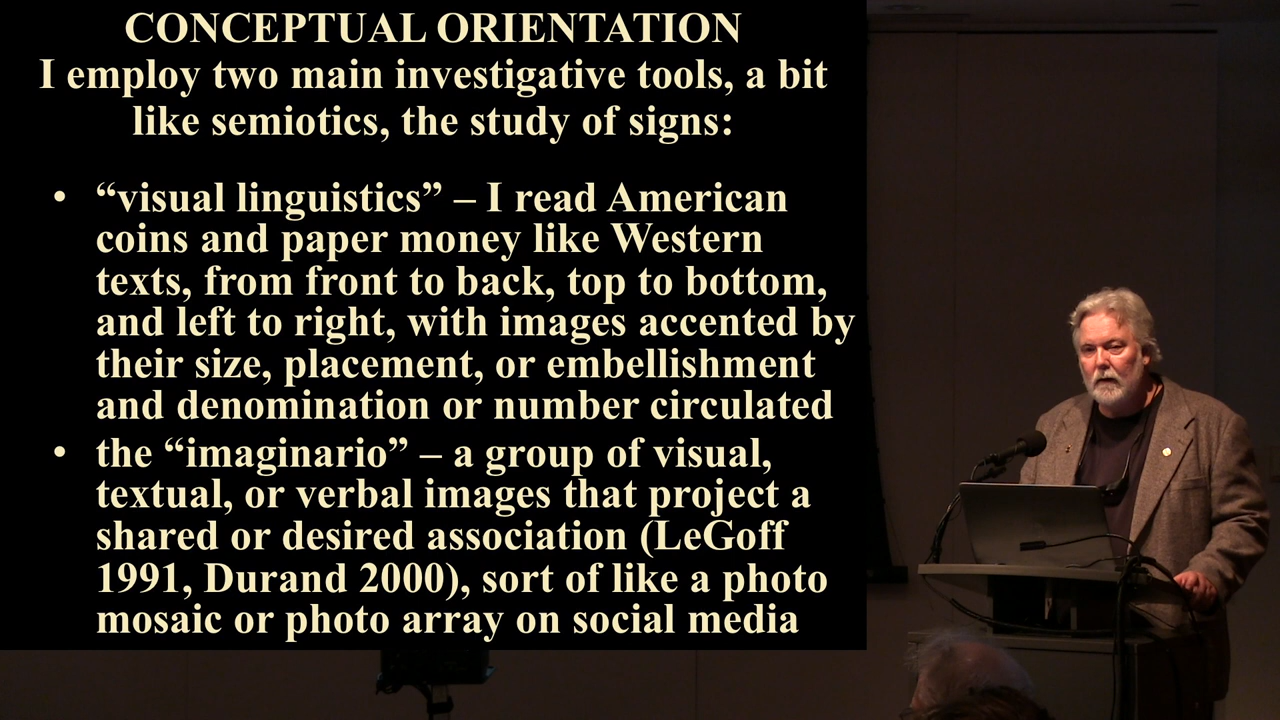 CONCEPTUAL ORIENTATION
I employ two main investigative tools, a bit
like semiotics, the study of signs:
• “visual linguistics” – I read American
coins and paper money like Western
texts, from front to back, top to bottom,
and left to right, with images accented by
their size, placement, or embellishment
and denomination or number circulated
• the “imaginario” – a group of visual,
textual, or verbal images that project a
shared or desired association (LeGoff
1991, Durand 2000), sort of like a photo
mosaic or photo array on social media